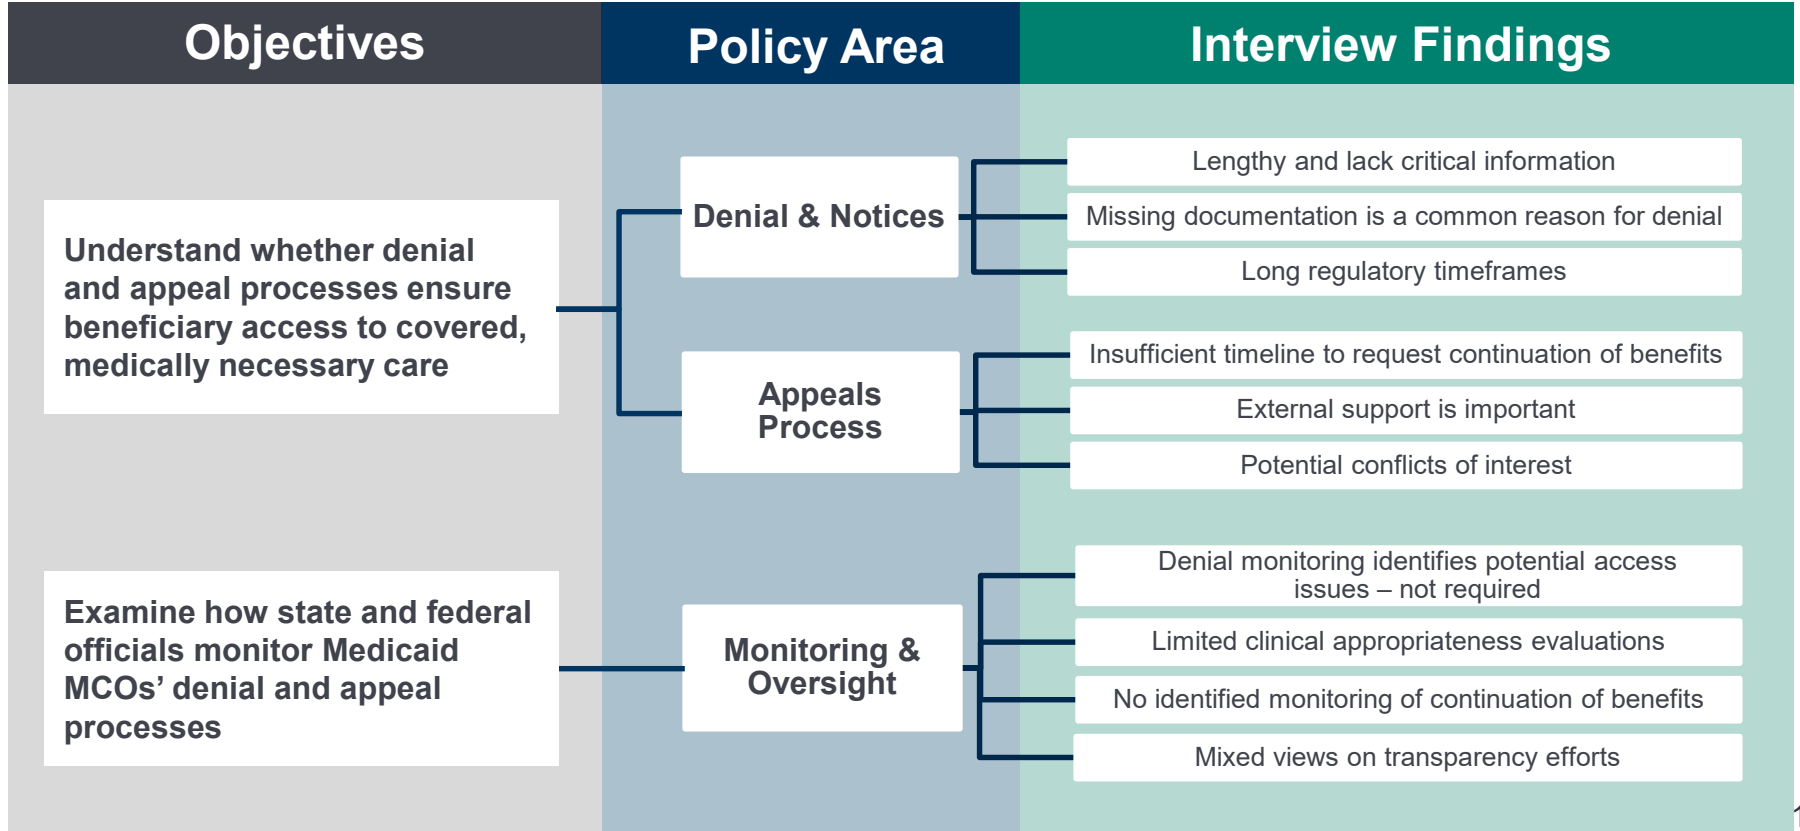 Objectives
Policy Area
Interview Findings
Understand whether denial
and appeal processes ensure
beneficiary access to covered,
medically necessary care
Denial & Notices
Lengthy and lack critical information
Missing documentation is a common reason for denial
Long regulatory timeframes
Appeals
Process
Insufficient timeline to request continuation of benefits
External support is important
Potential conflicts of interest
Examine how state and federal
officials monitor Medicaid
MCOs’ denial and appeal
processes
Monitoring &
Oversight
Denial monitoring identifies potential access
issues – not required
Limited clinical appropriateness evaluations
No identified monitoring of continuation of benefits
Mixed views on transparency efforts